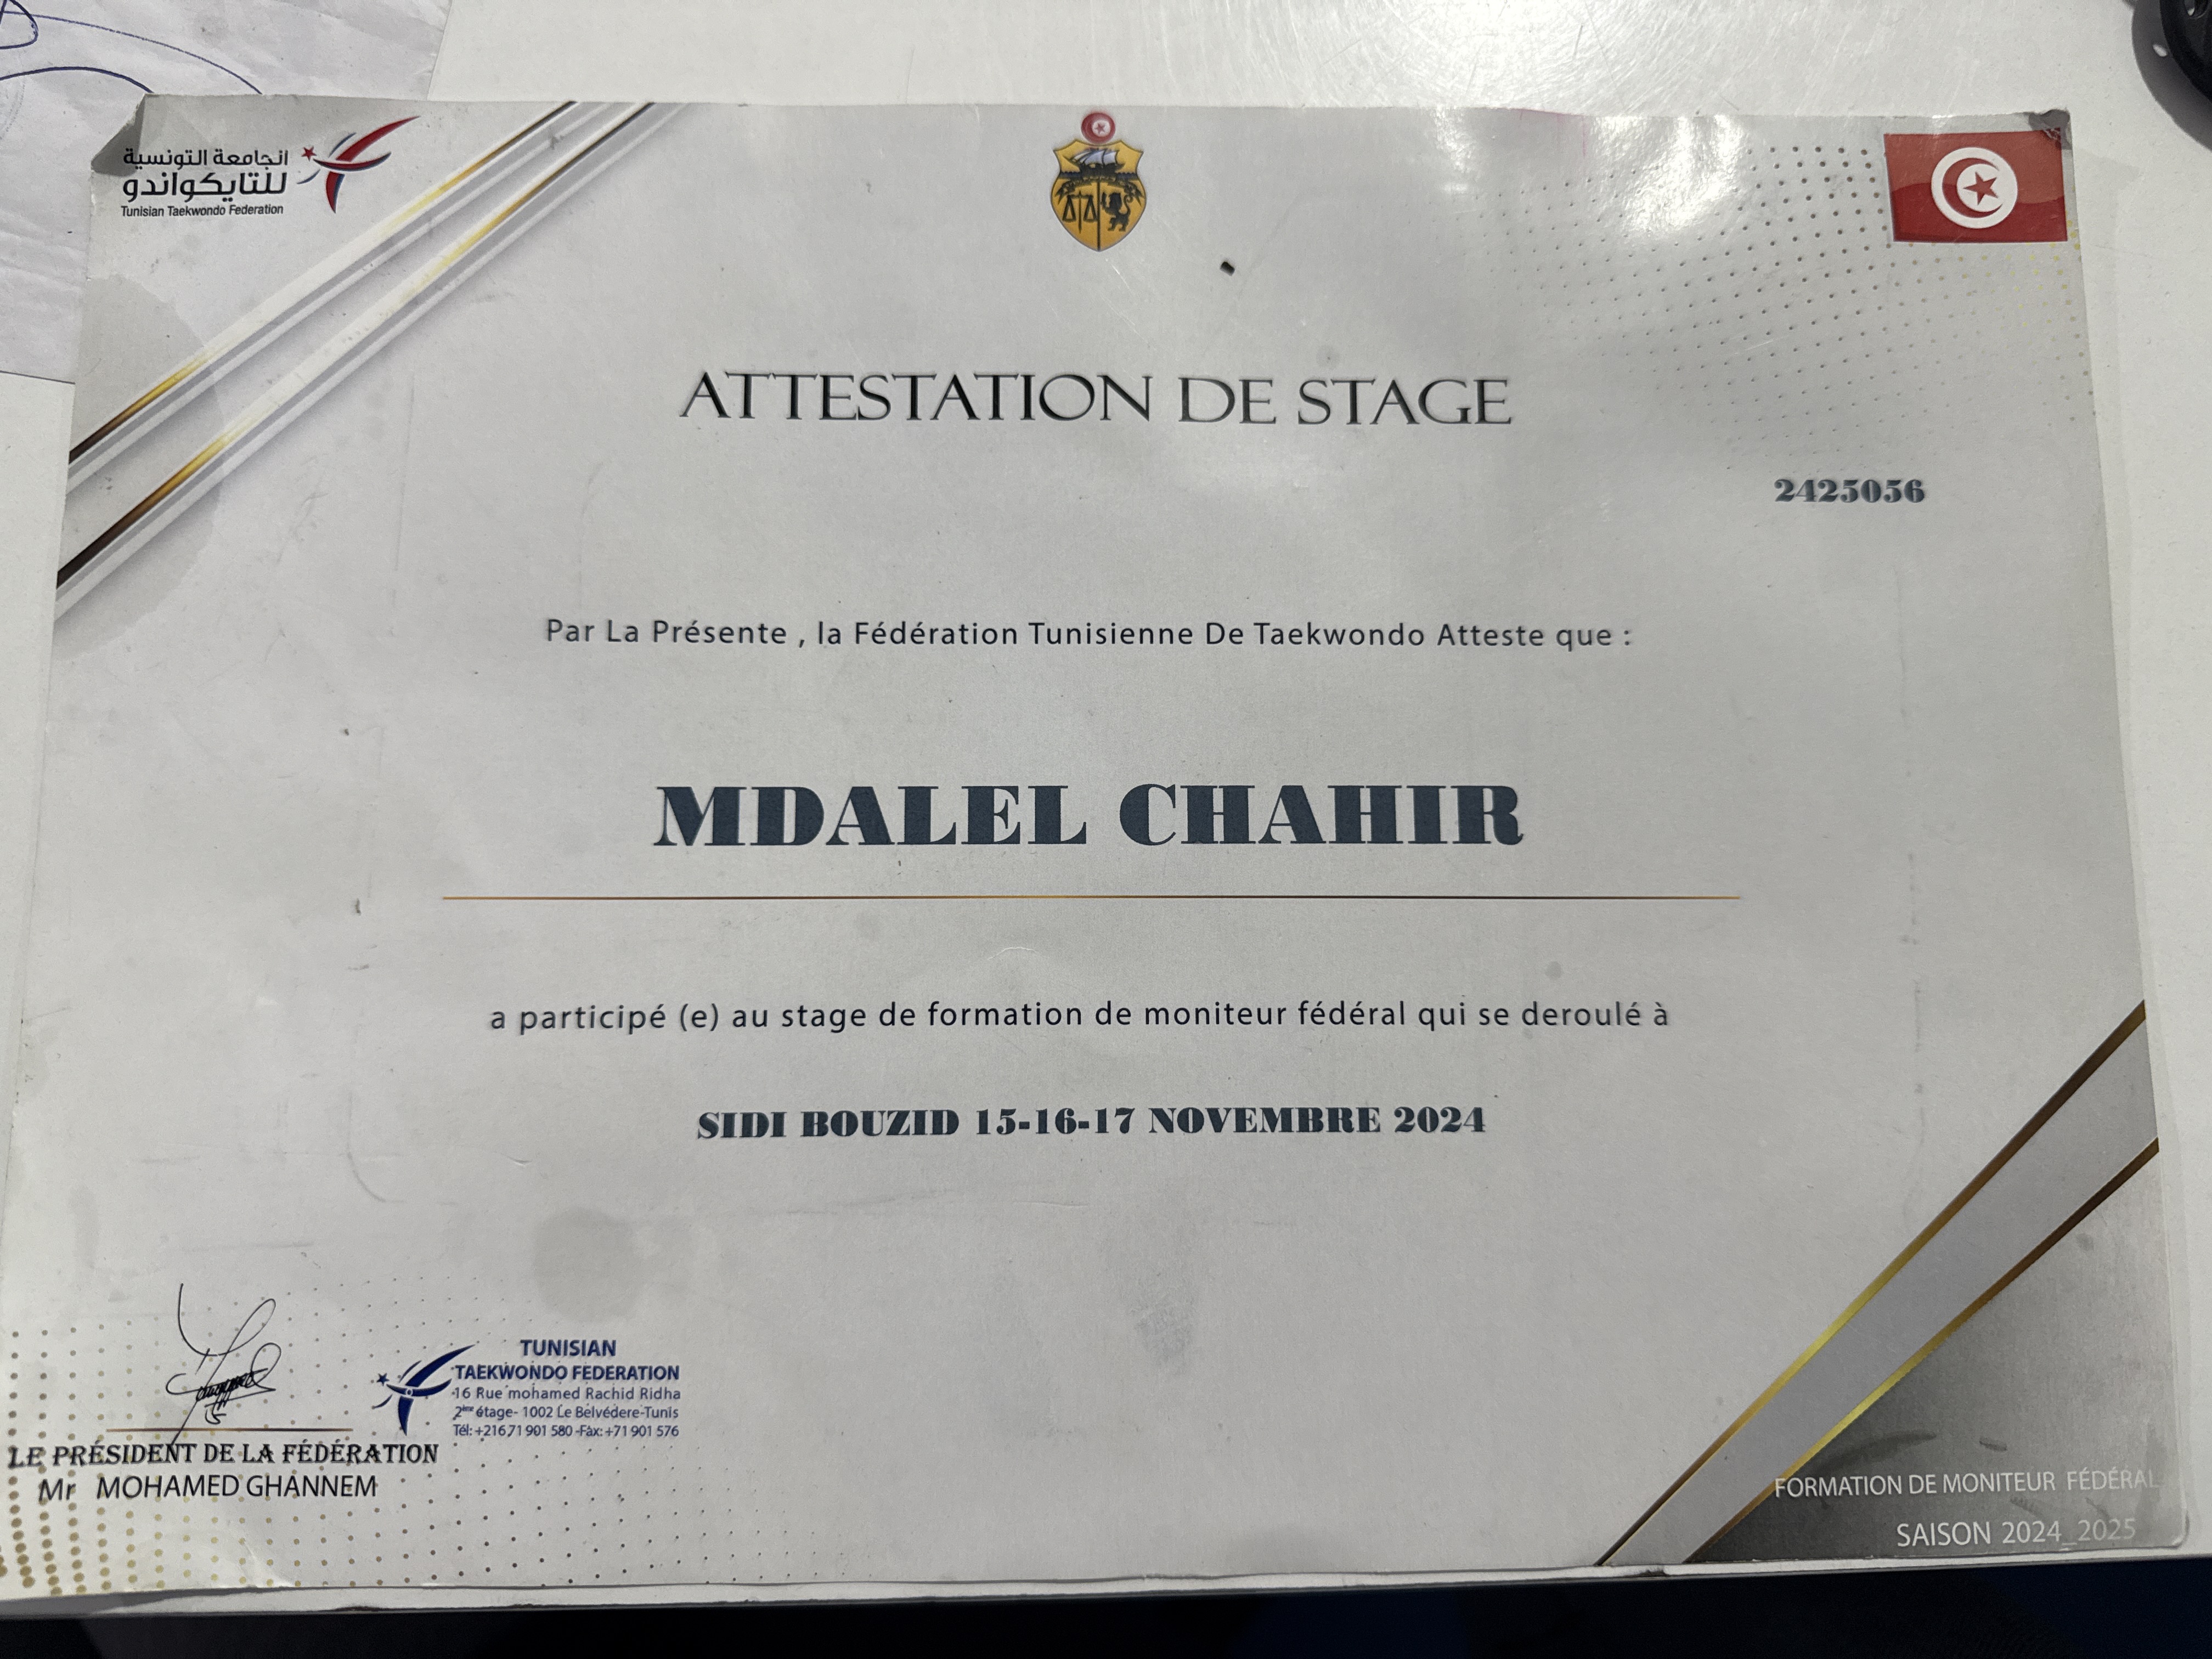 الجامعة التونسية
للتايكواندو
Tunisian Taekwondo Federation
ATTESTATION DE STAGE
2425056
Par La Présente , la Fédération Tunisienne De Taekwondo Atteste que :
MDALEL CHAHIR
a participé (e) au stage de formation de moniteur fédéral qui se deroulé à
SIDI BOUZID 15-16-17 NOVEMBRE 2024
TUNISIAN
TAEKWONDO FEDERATION
16 Rue mohamed Rachid Ridha
2ème étage- 1002 Le Belvédere-Tunis
Tél: +216 71 901 580 -Fax: +71 901 576
LE PRÉSIDENT DE LA FÉDÉRATION
Mr MOHAMED GHANNEM
FORMATION DE MONITEUR FÉDÉRAL
SAISON 2024_2025